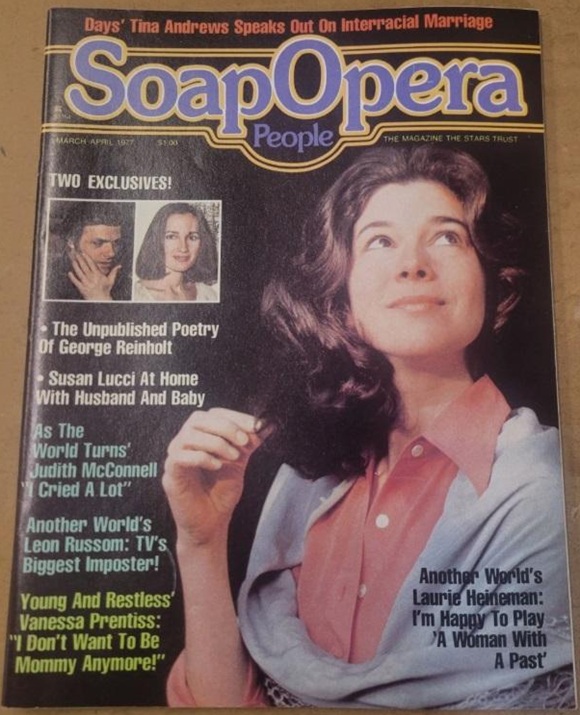 Days' Tina Andrews Speaks Out On Interracial Marriage
SoapOpera
People
MARCH-APRIL 1977 $1.00
THE MAGAZINE THE STARS TRUST
TWO EXCLUSIVES!
• The Unpublished Poetry
Of George Reinholt
• Susan Lucci At Home
With Husband And Baby
As The
World Turns'
Judith McConnell
"I Cried A Lot"
Another World's
Leon Russom: TV's
Biggest Imposter!
Young And Restless'
Vanessa Prentiss:
"I Don't Want To Be
Mommy Anymore!"
Another World's
Laurie Heineman:
I'm Happy To Play
'A Woman With
A Past'